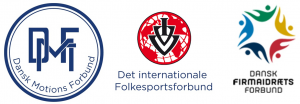 DMF
Dansk Motions Forbund
IVV
Det internationale
Folkesportsforbund
DANSK
FIRMAIDRÆTS
FORBUND